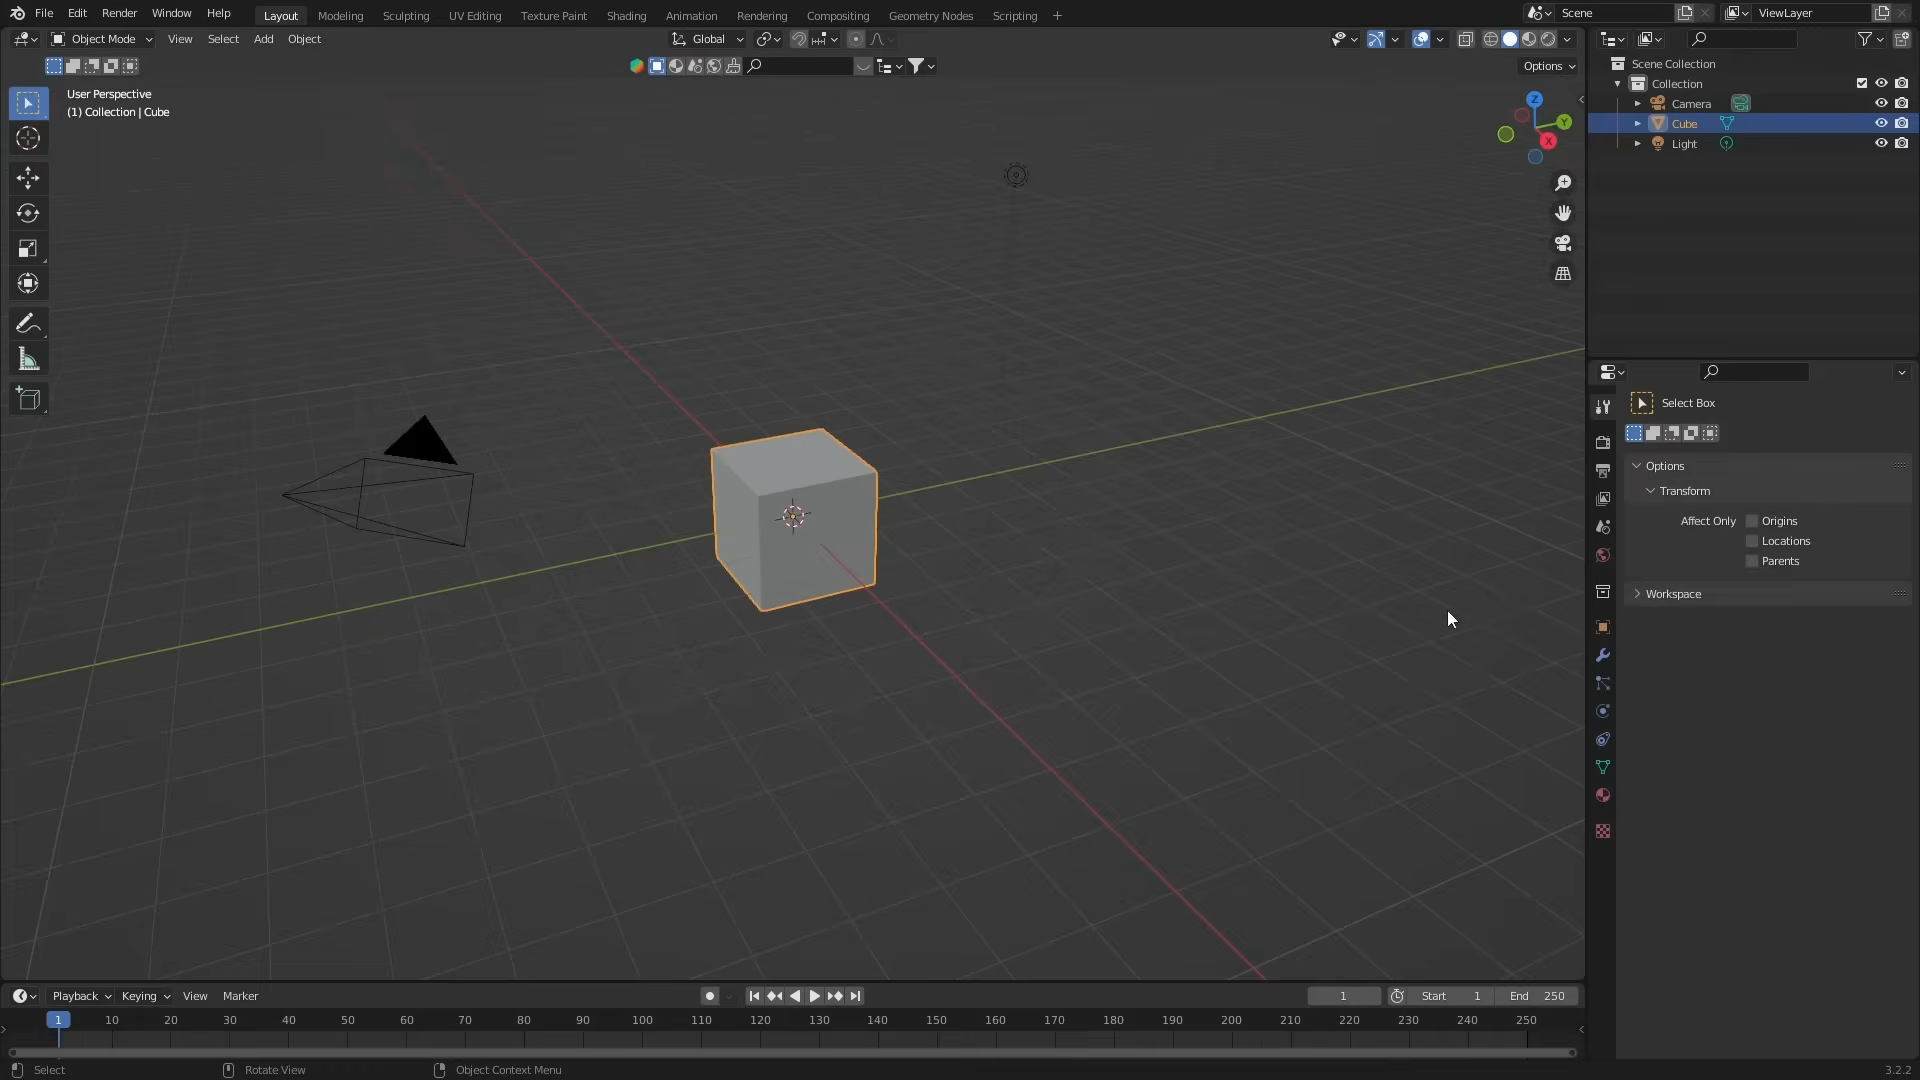 File Edit Render Window Help Layout Modeling Sculpting UV Editing Texture Paint Shading Animation Rendering Compositing Geometry Nodes Scripting + Scene ViewLayer
Object Mode View Select Add Object Global
Options
User Perspective
(1) Collection | Cube
Z
Y
X
Scene Collection
Collection
Camera
Cube
Light
Select Box
Options
Transform
Affect Only Origins
Locations
Parents
Workspace
Playback Keying View Marker 1 Start 1 End 250
1 10 20 30 40 50 60 70 80 90 100 110 120 130 140 150 160 170 180 190 200 210 220 230 240 250
Select Rotate View Object Context Menu 3.2.2